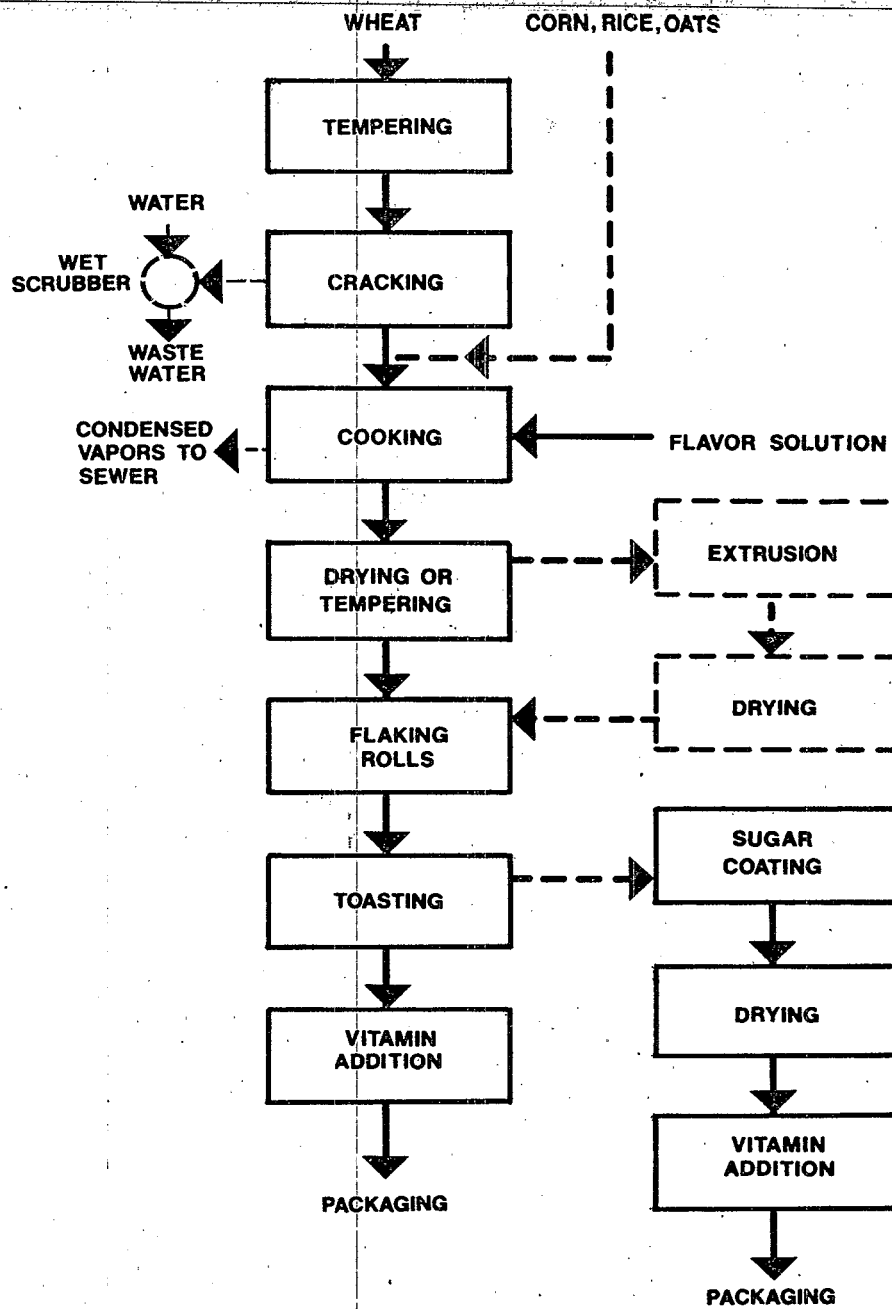 WHEAT
CORN, RICE, OATS
TEMPERING
WATER
WET
SCRUBBER
CRACKING
WASTE
WATER
CONDENSED
VAPORS TO
SEWER
COOKING
FLAVOR SOLUTION
DRYING OR
TEMPERING
EXTRUSION
FLAKING
ROLLS
DRYING
TOASTING
SUGAR
COATING
VITAMIN
ADDITION
DRYING
PACKAGING
VITAMIN
ADDITION
PACKAGING